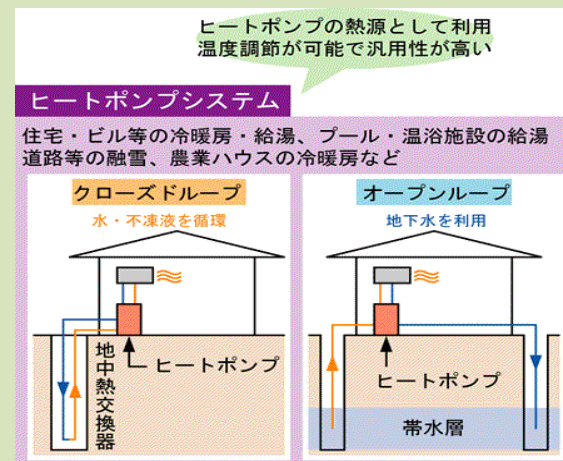 ヒートポンプの熱源として利用
温度調節が可能で汎用性が高い
ヒートポンプシステム
住宅・ビル等の冷暖房・給湯、プール・温浴施設の給湯
道路等の融雪、農業ハウスの冷暖房など
クローズドループ
水・不凍液を循環
地中熱交換器
ヒートポンプ
オープンループ
地下水を利用
ヒートポンプ
帯水層